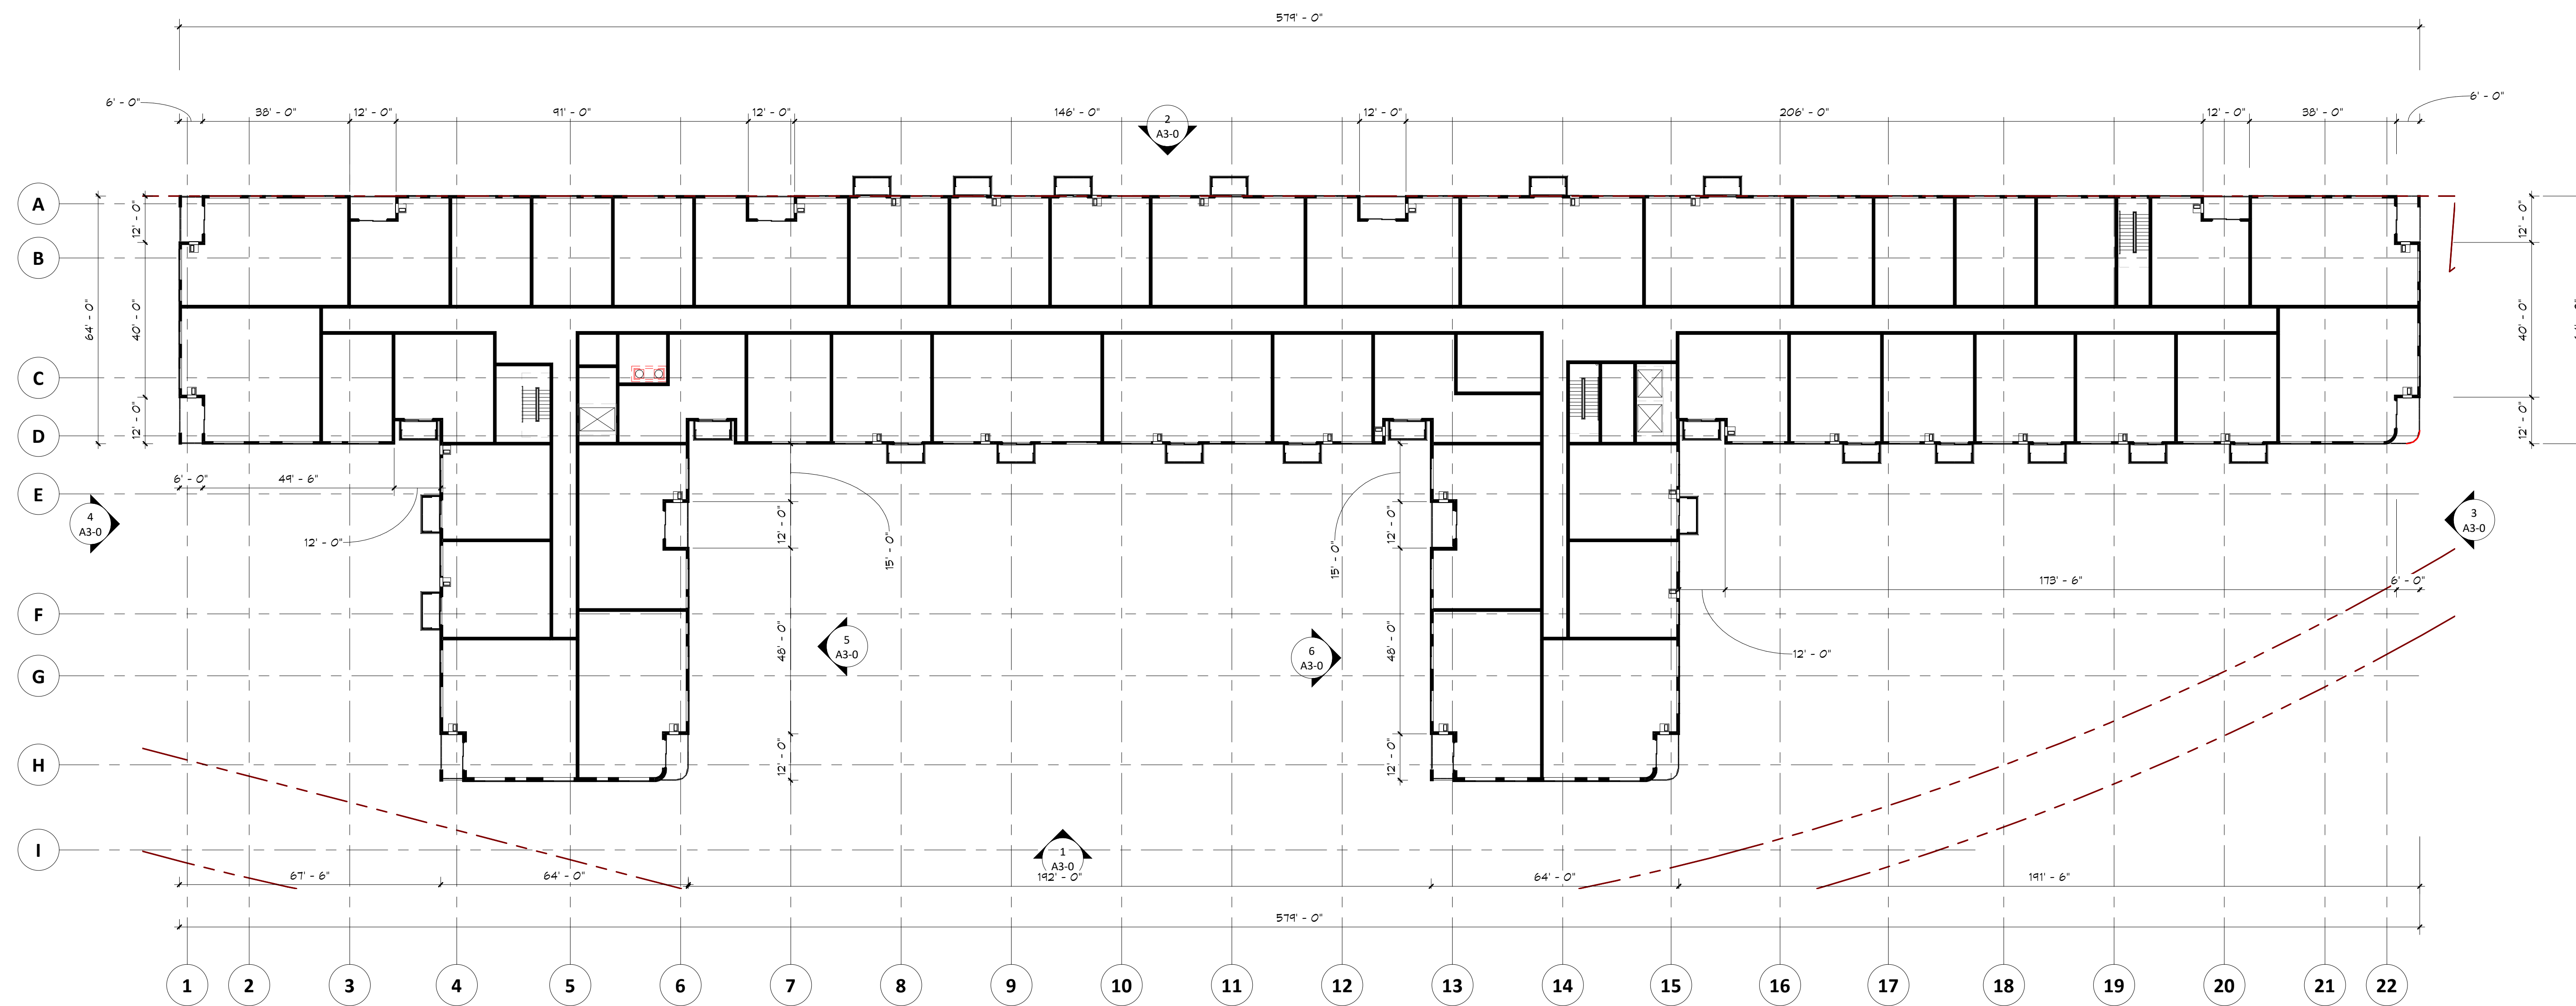 579' - 0"
6' - 0"
38' - 0"
12' - 0"
91' - 0"
12' - 0"
146' - 0"
2
A3-0
12' - 0"
206' - 0"
12' - 0"
38' - 0"
6' - 0"
A
B
C
D
E
F
G
H
I
64' - 0"
12' - 0"
40' - 0"
12' - 0"
12' - 0"
40' - 0"
12' - 0"
6' - 0"
49' - 6"
12' - 0"
4
A3-0
12' - 0"
15' - 0"
48' - 0"
12' - 0"
5
A3-0
15' - 0"
12' - 0"
48' - 0"
12' - 0"
6
A3-0
3
A3-0
173' - 6"
6' - 0"
12' - 0"
1
A3-0
67' - 6"
64' - 0"
192' - 0"
64' - 0"
191' - 6"
579' - 0"
1
2
3
4
5
6
7
8
9
10
11
12
13
14
15
16
17
18
19
20
21
22